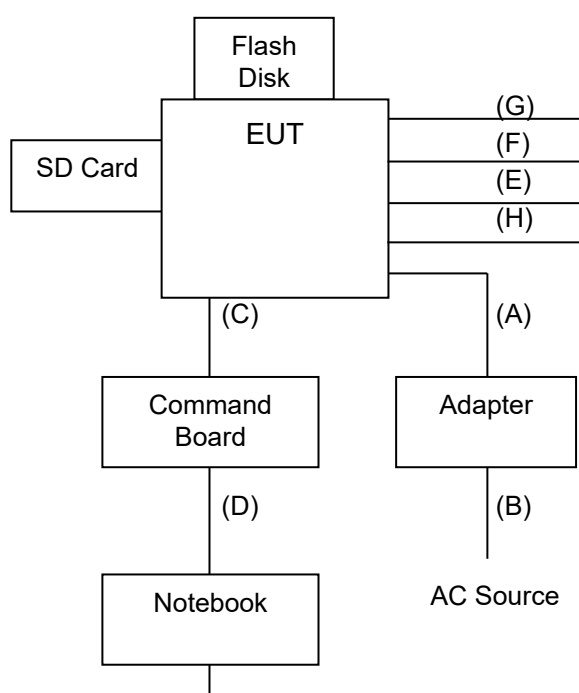 Flash
Disk
EUT
(G)
(F)
SD Card
(E)
(H)
(C)
(A)
Command
Board
Adapter
(D)
(B)
Notebook
AC Source